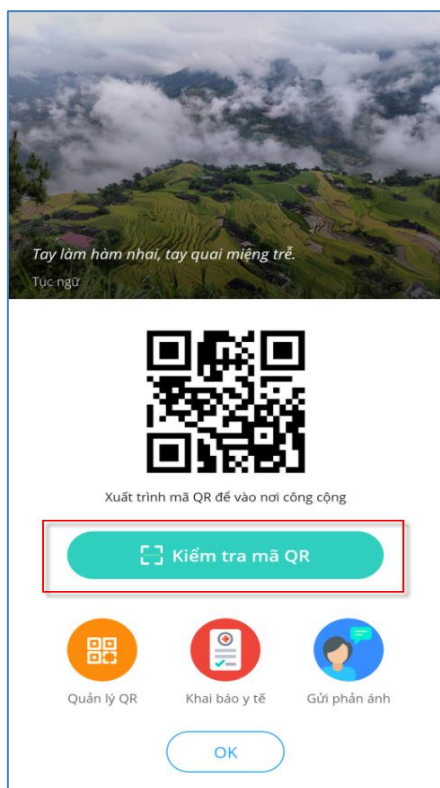 Tay làm hàm nhai, tay quai miệng trễ.
Tục ngữ
Xuất trình mã QR để vào nơi công cộng
Kiểm tra mã QR
Quản lý QR
Khai báo y tế
Gửi phản ánh
OK